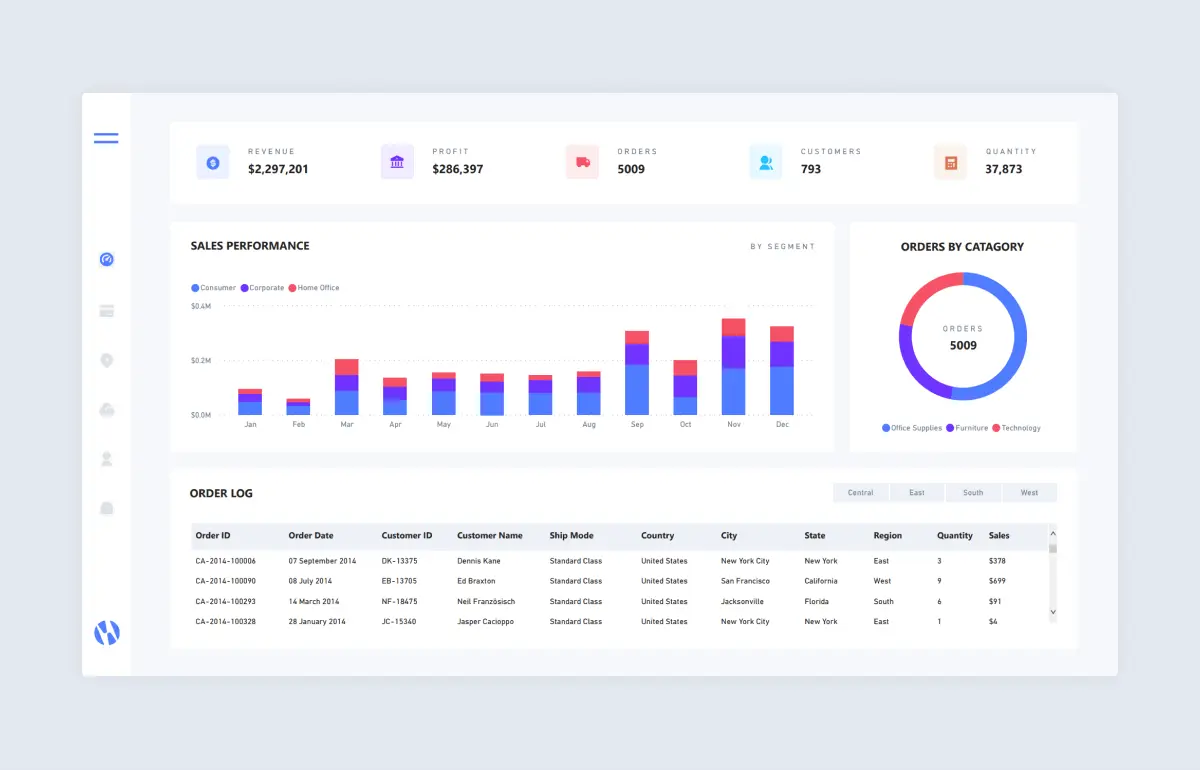 REVENUE PROFIT ORDERS CUSTOMERS QUANTITY
$2,297,201 $286,397 5009 793 37,873
SALES PERFORMANCE
BY SEGMENT
Consumer Corporate Home Office
$0.4M
$0.2M
$0.0M
Jan Feb Mar Apr May Jun Jul Aug Sep Oct Nov Dec
ORDERS BY CATAGORY
ORDERS
5009
Office Supplies Furniture Technology
ORDER LOG
Central East South West
Order ID Order Date Customer ID Customer Name Ship Mode Country City State Region Quantity Sales
CA-2014-100006 07 September 2014 DK-13375 Dennis Kane Standard Class United States New York City New York East 3 $378
CA-2014-100090 08 July 2014 EB-13705 Ed Braxton Standard Class United States San Francisco California West 9 $699
CA-2014-100293 14 March 2014 NF-18475 Neil Französisch Standard Class United States Jacksonville Florida South 6 $91
CA-2014-100328 28 January 2014 JC-15340 Jasper Cacioppo Standard Class United States New York City New York East 1 $4